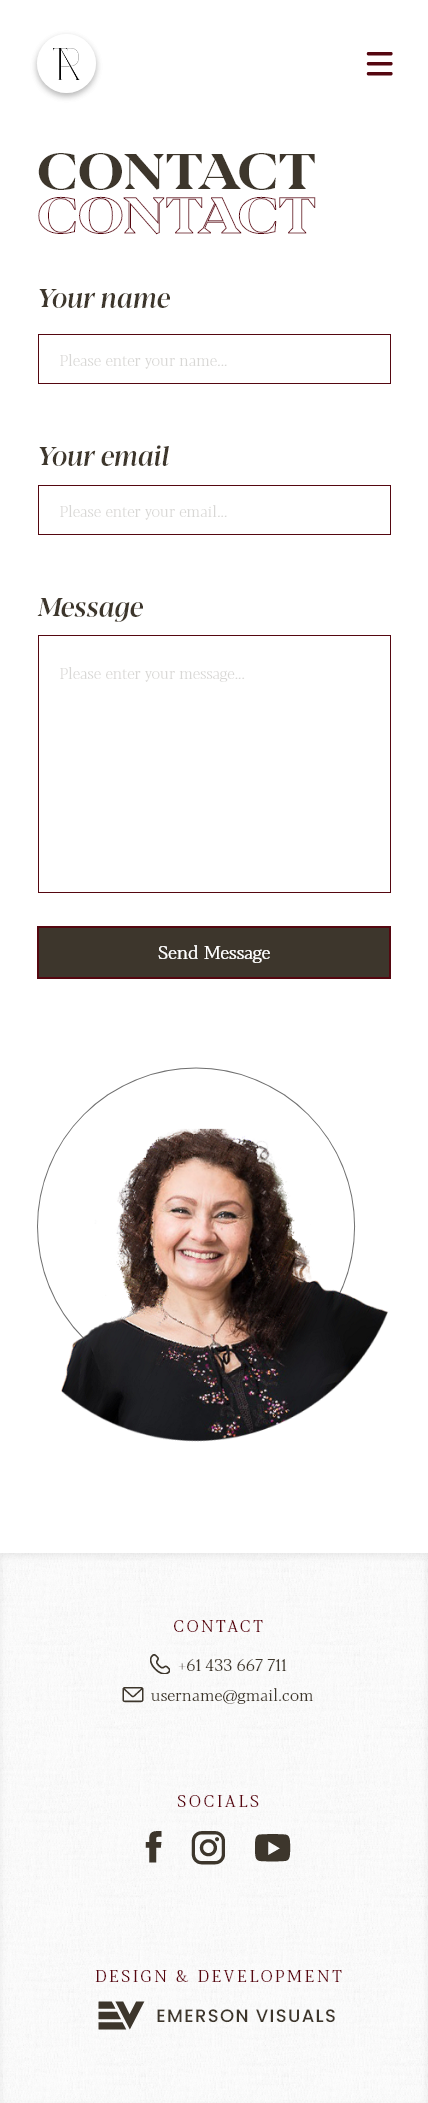 TR
CONTACT
CONTACT
Your name
Please enter your name...
Your email
Please enter your email...
Message
Please enter your message...
Send Message
CONTACT
+61 433 667 711
username@gmail.com
SOCIALS
DESIGN & DEVELOPMENT
EV EMERSON VISUALS